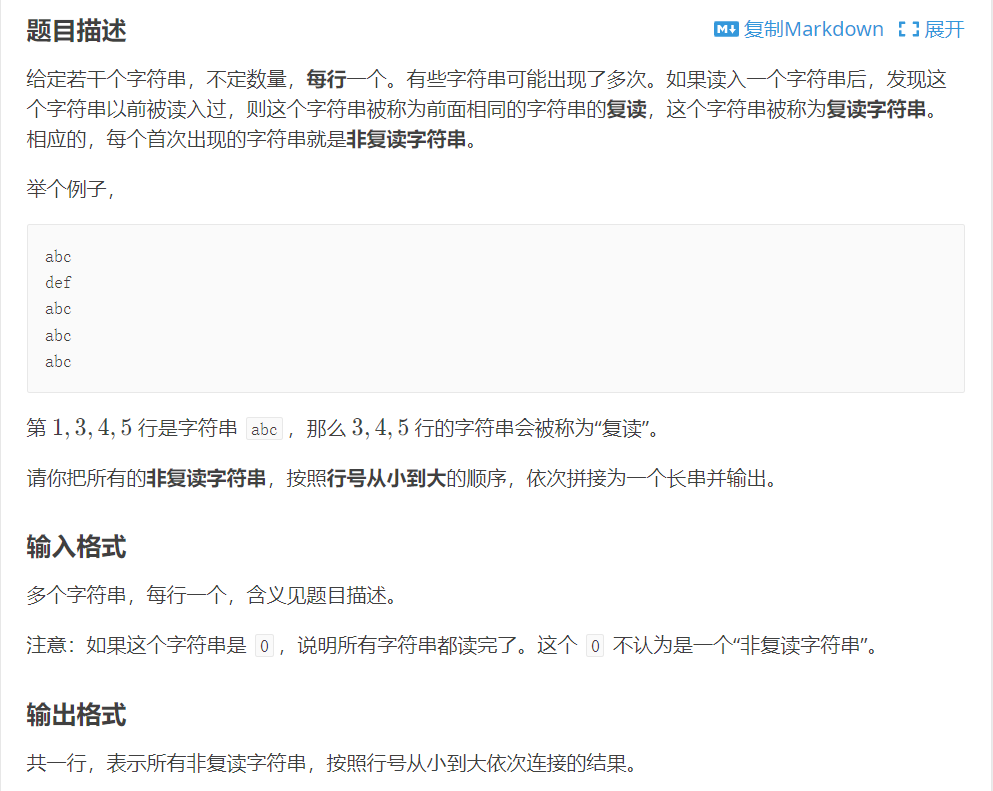 题目描述 M↓ 复制Markdown 展开
给定若干个字符串，不定数量，每行一个。有些字符串可能出现了多次。如果读入一个字符串后，发现这
个字符串以前被读入过，则这个字符串被称为前面相同的字符串的复读，这个字符串被称为复读字符串。
相应的，每个首次出现的字符串就是非复读字符串。
举个例子，
abc
def
abc
abc
abc
第 1, 3, 4, 5 行是字符串 abc ，那么 3, 4, 5 行的字符串会被称为“复读”。
请你把所有的非复读字符串，按照行号从小到大的顺序，依次拼接为一个长串并输出。
输入格式
多个字符串，每行一个，含义见题目描述。
注意：如果这个字符串是 0 ，说明所有字符串都读完了。这个 0 不认为是一个“非复读字符串”。
输出格式
共一行，表示所有非复读字符串，按照行号从小到大依次连接的结果。